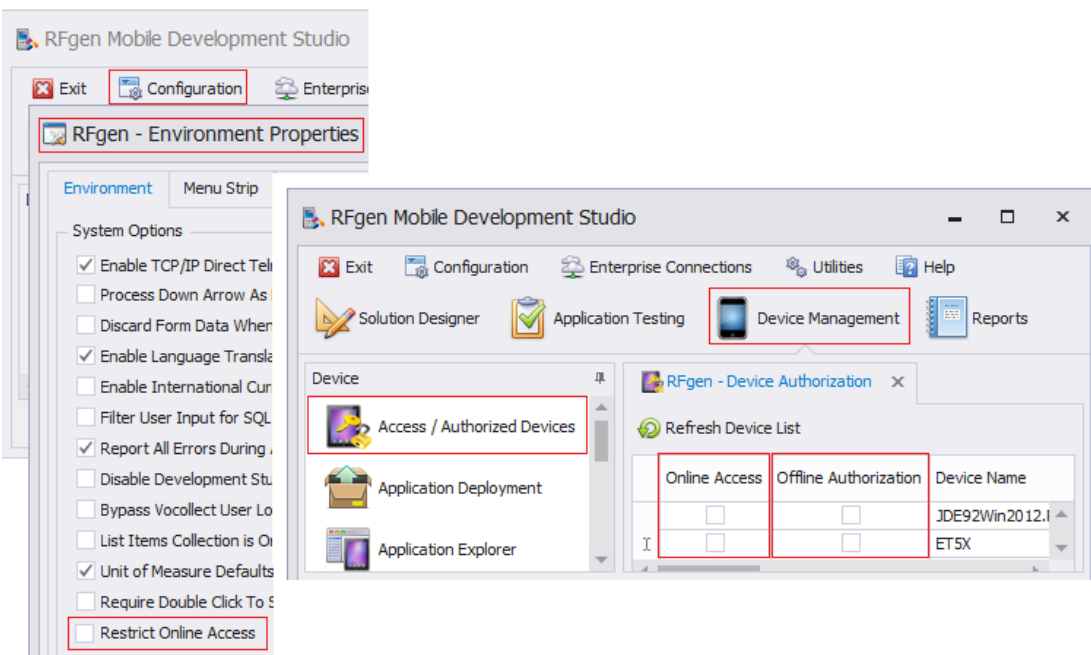 RFgen Mobile Development Studio
Exit Configuration
RFgen - Environment Properties
Environment Menu Strip
System Options
Enable TCP/IP Direct
Process Down Arrow As
Discard Form Data When
Enable Language
Enable International
Filter User Input for SQL
Report All Errors During
Disable Development
Bypass Vocollect User
List Items Collection is
Unit of Measure Defaults
Require Double Click To
Restrict Online Access
RFgen Mobile Development Studio
Exit Configuration Enterprise Connections Utilities Help
Solution Designer Application Testing Device Management Reports
Device
Access / Authorized Devices
Application Deployment
Application Explorer
RFgen - Device Authorization
Refresh Device List
Online Access Offline Authorization Device Name
JDE92Win2012.
ET5X